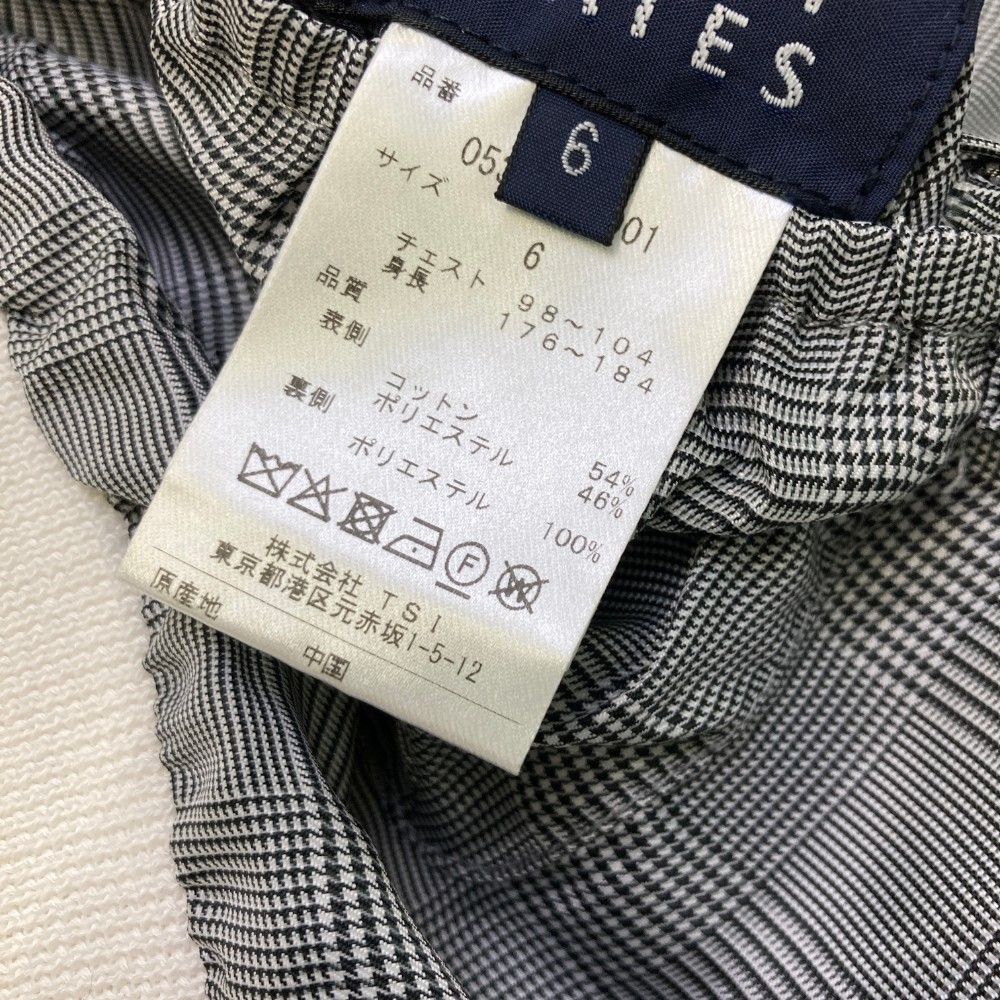 6
品番 053 001
サイズ 6
チェスト 98～104
身長 176～184
品質
表側
コットン 54%
ポリエステル 46%
裏側
ポリエステル 100%
F
W
株式会社 TSI
東京都港区元赤坂1-5-12
原産地
中国